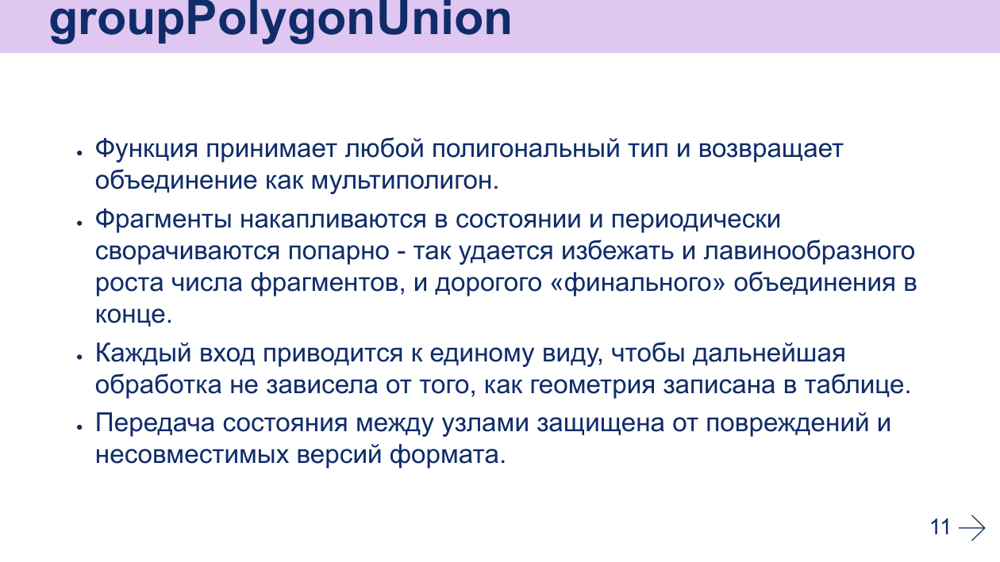 groupPolygonUnion
• Функция принимает любой полигональный тип и возвращает
объединение как мультиполигон.
• Фрагменты накапливаются в состоянии и периодически
сворачиваются попарно - так удается избежать и лавинообразного
роста числа фрагментов, и дорогого «финального» объединения в
конце.
• Каждый вход приводится к единому виду, чтобы дальнейшая
обработка не зависела от того, как геометрия записана в таблице.
• Передача состояния между узлами защищена от повреждений и
несовместимых версий формата.
11